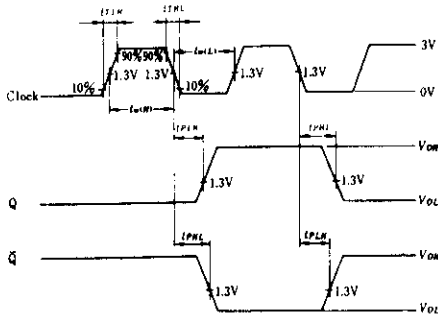 tTLH tTHL
90% 90% tw(L) 3V
1.3V 1.3V 1.3V 1.3V
Clock 10% tw(H) 10% 0V
tPLH tPHL
VOH
1.3V 1.3V
Q VOL
tPHL tPLH
Q̄ VOH
1.3V 1.3V
VOL